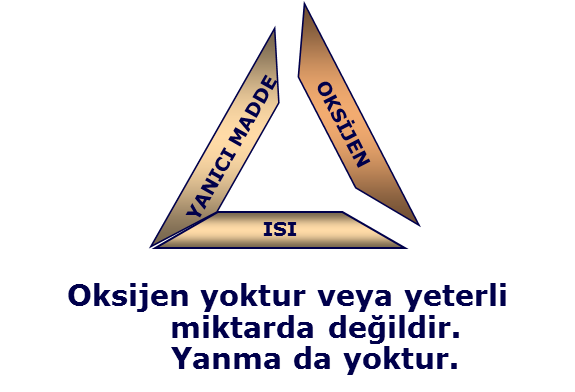 YANICI MADDE
OKSİJEN
ISI
Oksijen yoktur veya yeterli
miktarda değildir.
Yanma da yoktur.